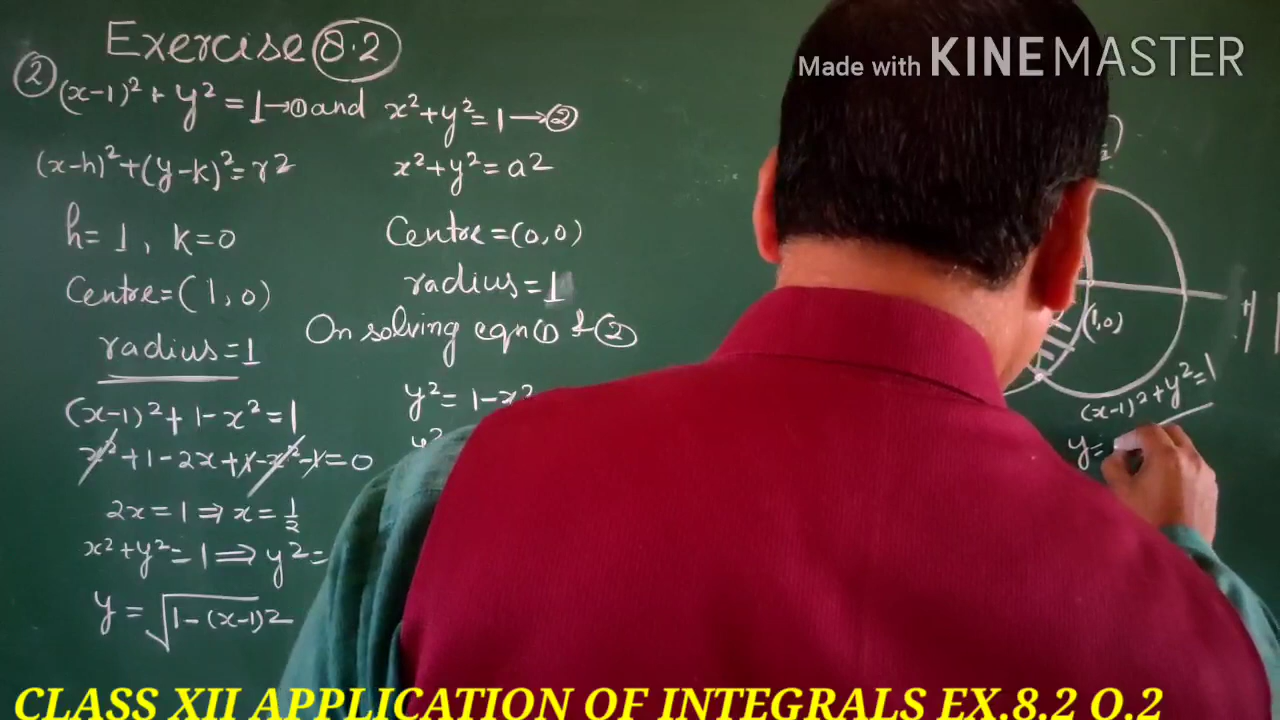 Made with KINEMASTER
Exercise 8.2
② (x-1)² + y² = 1 → ① and x² + y² = 1 → ②
(x-h)² + (y-k)² = r²
x² + y² = a²
h = 1, k = 0
Centre = (0,0)
Centre = (1,0)
radius = 1
radius = 1
On solving eqn ① & ②
(x-1)² + 1 - x² = 1
y² = 1 - x²
x² + 1 - 2x + 1 - x² - 1 = 0
y²
2x = 1 ⇒ x = 1/2
x² + y² = 1 ⇒ y² =
y = √1 - (x-1)²
(1,0)
(x-1)² + y² = 1
y =
CLASS XII APPLICATION OF INTEGRALS EX.8.2 Q.2